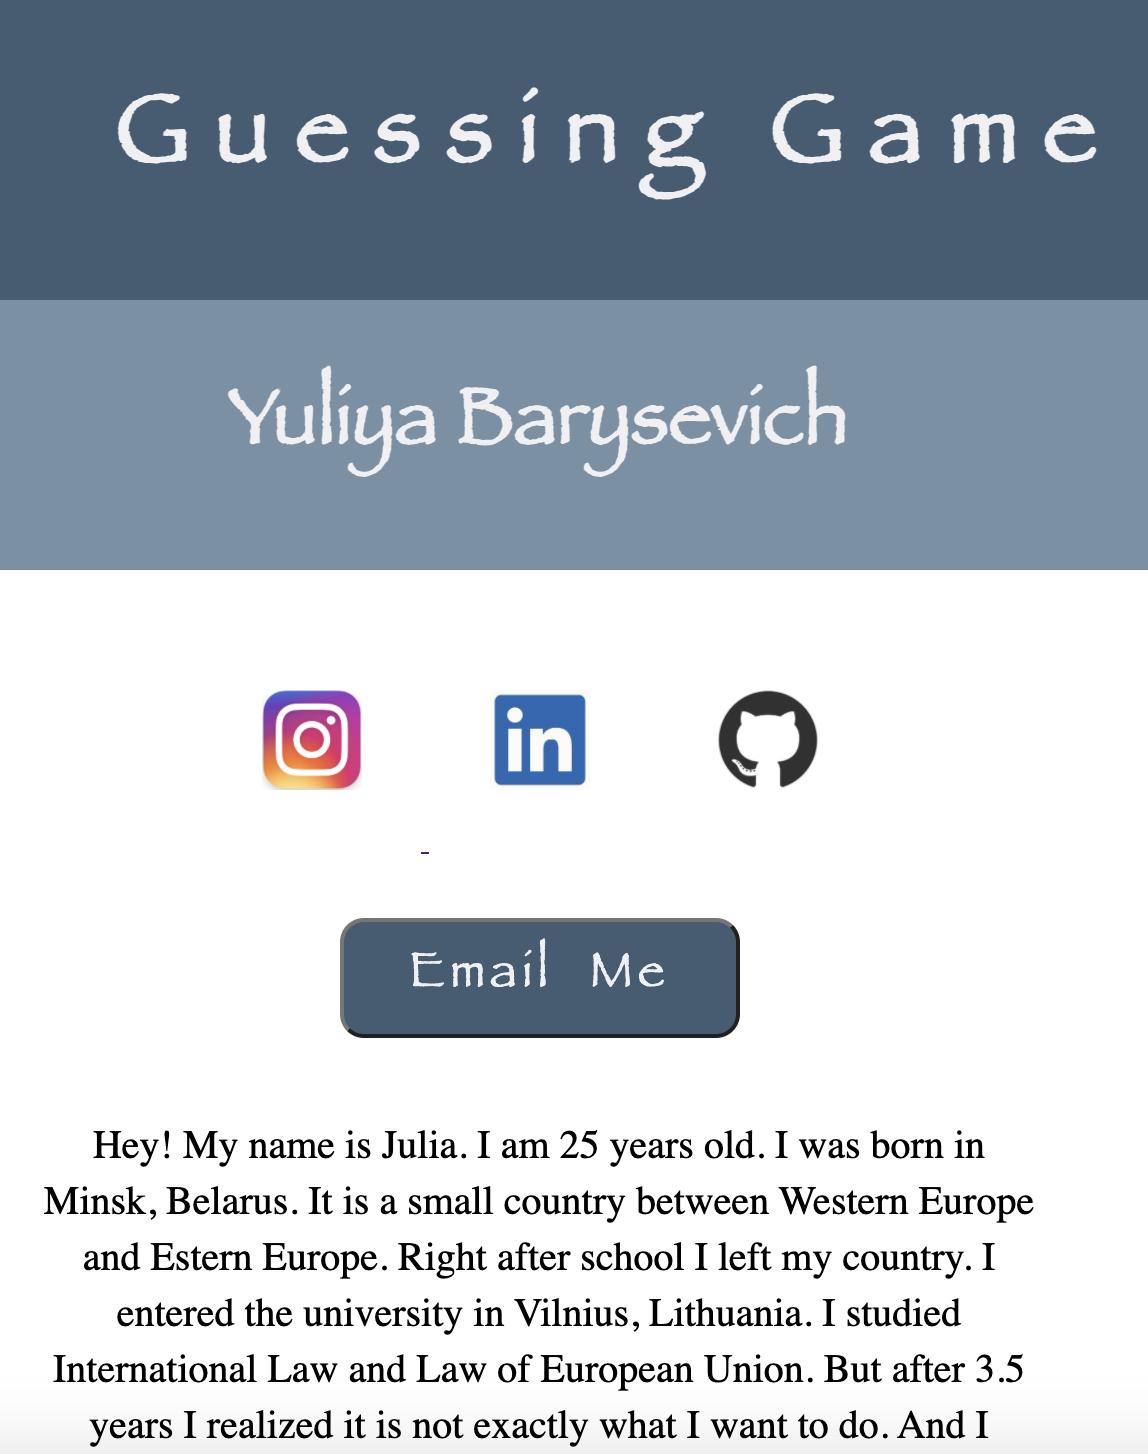 Guessing Game
Yuliya Barysevich
in
Email Me
Hey! My name is Julia. I am 25 years old. I was born in
Minsk, Belarus. It is a small country between Western Europe
and Estern Europe. Right after school I left my country. I
entered the university in Vilnius, Lithuania. I studied
International Law and Law of European Union. But after 3.5
years I realized it is not exactly what I want to do. And I